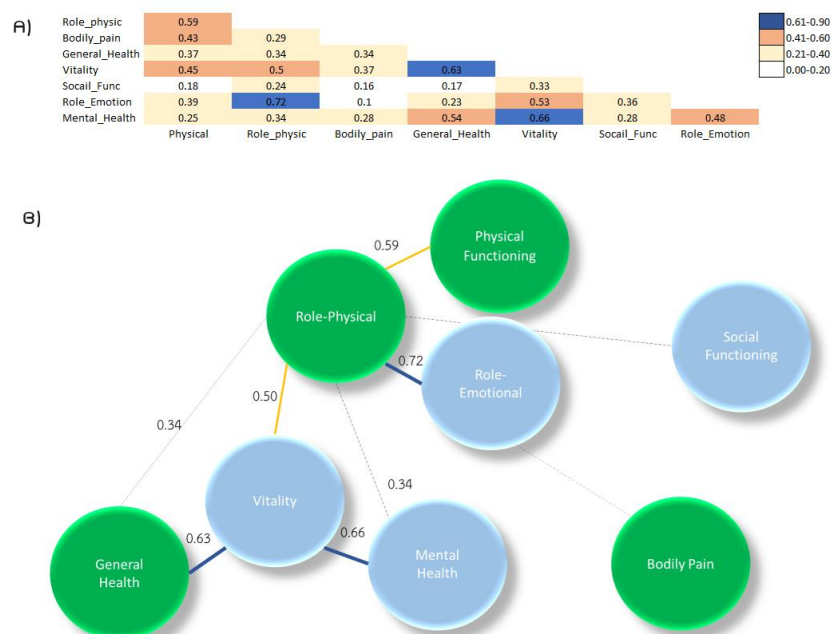 A)
Role_physic 0.59
Bodily_pain 0.43 0.29
General_Health 0.37 0.34 0.34
Vitality 0.45 0.5 0.37 0.63
Socail_Func 0.18 0.24 0.16 0.17 0.33
Role_Emotion 0.39 0.72 0.1 0.23 0.53 0.36
Mental_Health 0.25 0.34 0.28 0.54 0.66 0.28 0.48
Physical Role_physic Bodily_pain General_Health Vitality Socail_Func Role_Emotion
0.61-0.90
0.41-0.60
0.21-0.40
0.00-0.20
B)
Physical
Functioning
0.59
Role-Physical
Social
Functioning
0.72
Role-
Emotional
0.50
0.34
Vitality
0.34
0.63
0.66
General
Health
Mental
Health
Bodily Pain